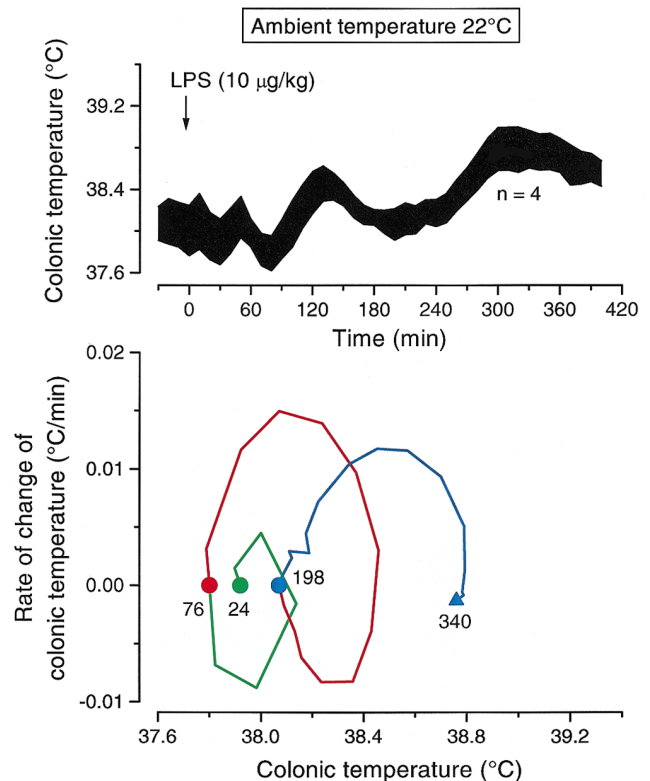 Ambient temperature 22°C
LPS (10 µg/kg)
Colonic temperature (°C)
39.2
38.4
37.6
n = 4
0 60 120 180 240 300 360 420
Time (min)
Rate of change of
colonic temperature (°C/min)
0.02
0.01
0.00
-0.01
76
24
198
340
37.6 38.0 38.4 38.8 39.2
Colonic temperature (°C)